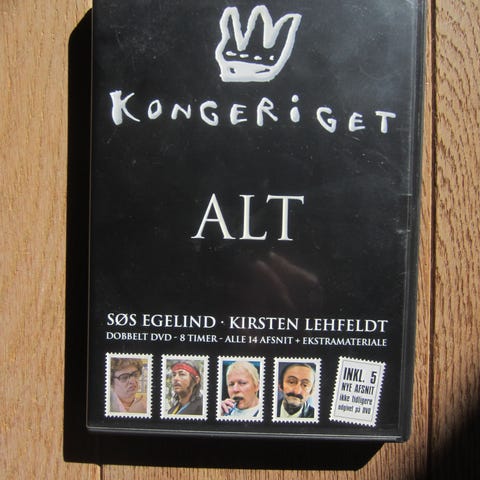 KONGERiGET
ALT
SØS EGELIND · KIRSTEN LEHFELDT
DOBBELT DVD - 8 TIMER - ALLE 14 AFSNIT + EKSTRAMATERIALE
INKL. 5
NYE AFSNIT
ikke tidligere
udgivet på DVD